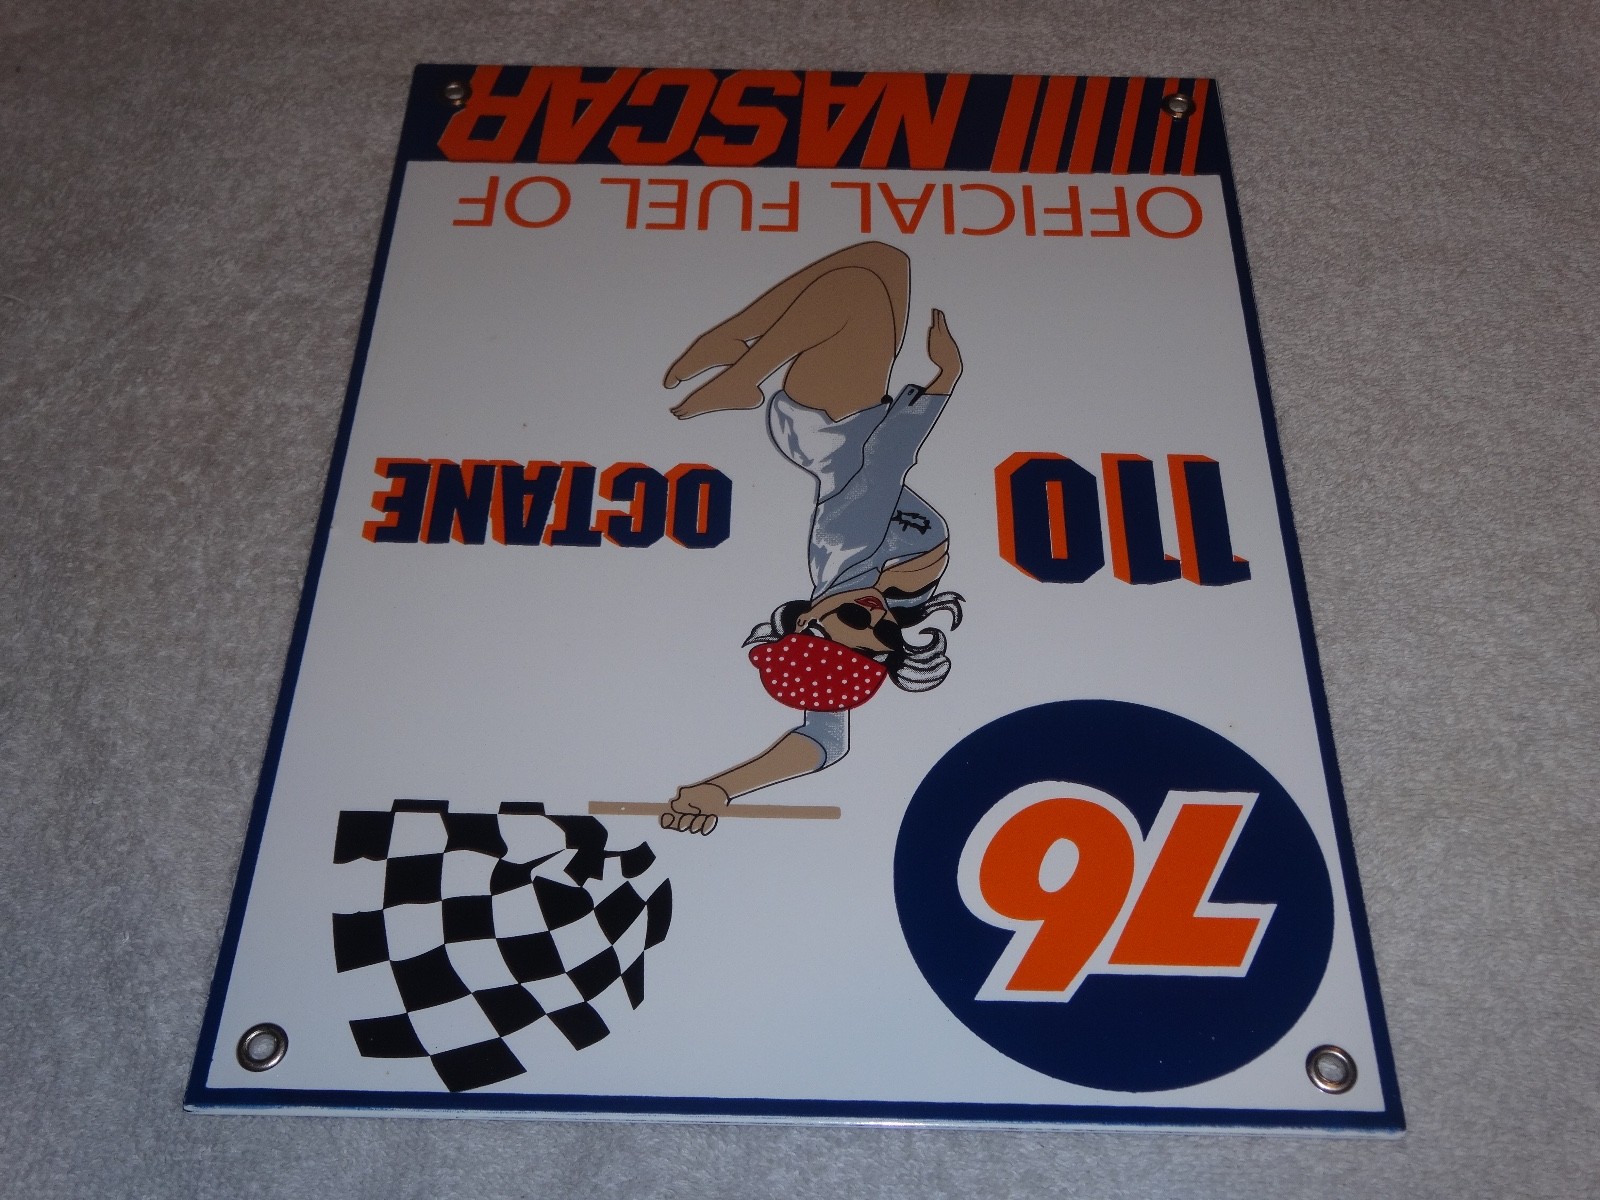 76
110 OCTANE
OFFICIAL FUEL OF
NASCAR